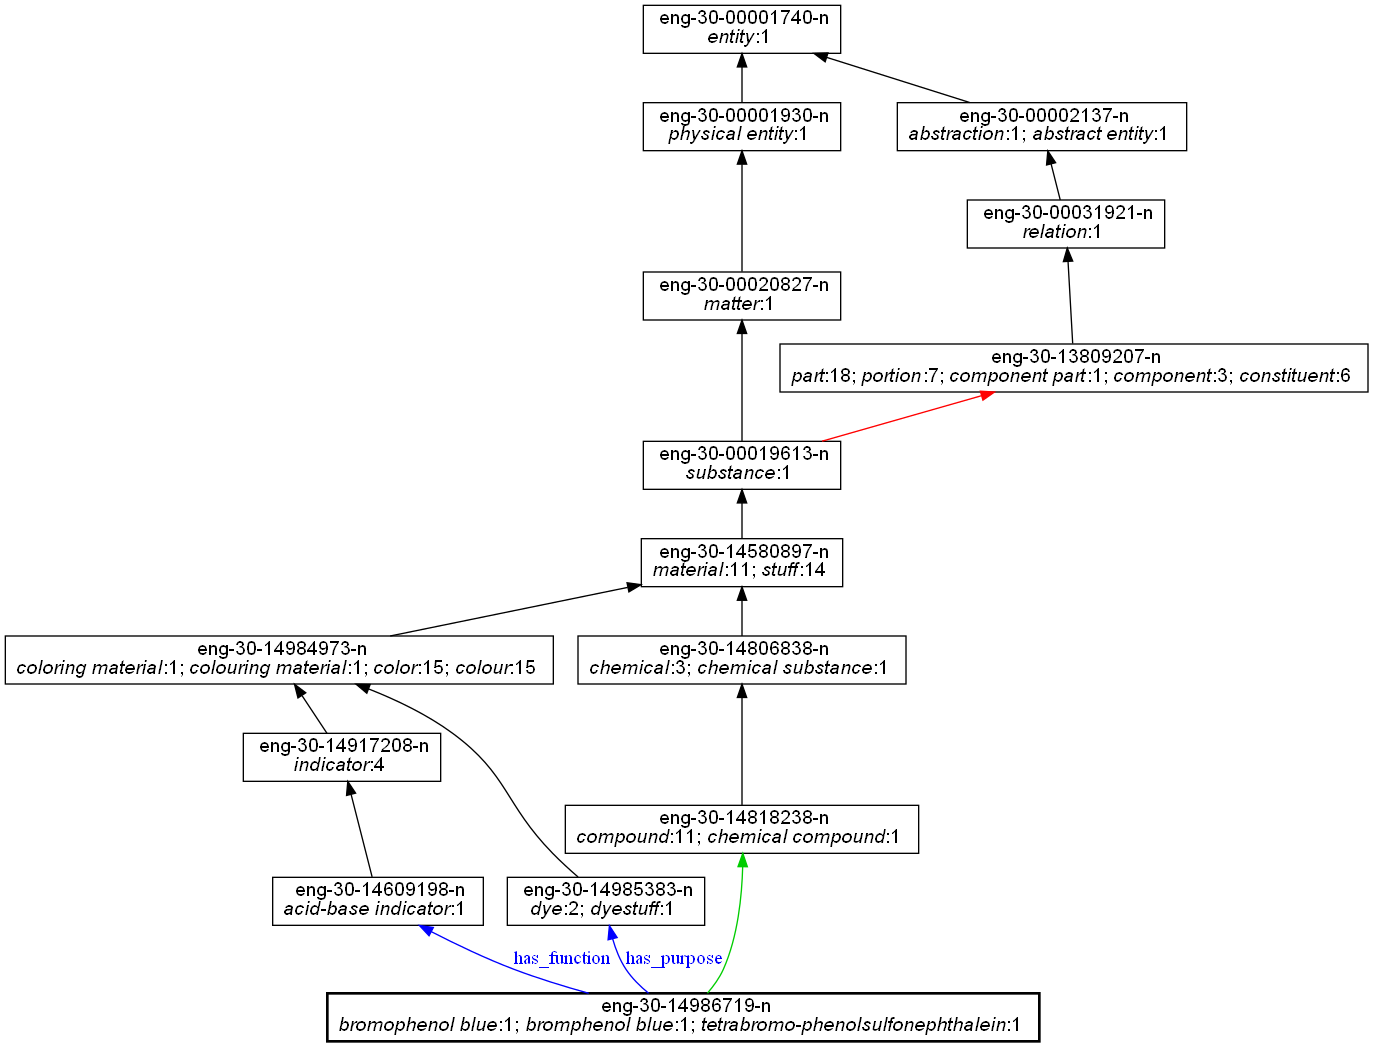 eng-30-00001740-n
entity:1
eng-30-00001930-n
physical entity:1
eng-30-00002137-n
abstraction:1; abstract entity:1
eng-30-00031921-n
relation:1
eng-30-00020827-n
matter:1
eng-30-13809207-n
part:18; portion:7; component part:1; component:3; constituent:6
eng-30-00019613-n
substance:1
eng-30-14580897-n
material:11; stuff:14
eng-30-14984973-n
coloring material:1; colouring material:1; color:15; colour:15
eng-30-14806838-n
chemical:3; chemical substance:1
eng-30-14917208-n
indicator:4
eng-30-14818238-n
compound:11; chemical compound:1
eng-30-14609198-n
acid-base indicator:1
eng-30-14985383-n
dye:2; dyestuff:1
has_function
has_purpose
eng-30-14986719-n
bromophenol blue:1; bromphenol blue:1; tetrabromo-phenolsulfonephthalein:1